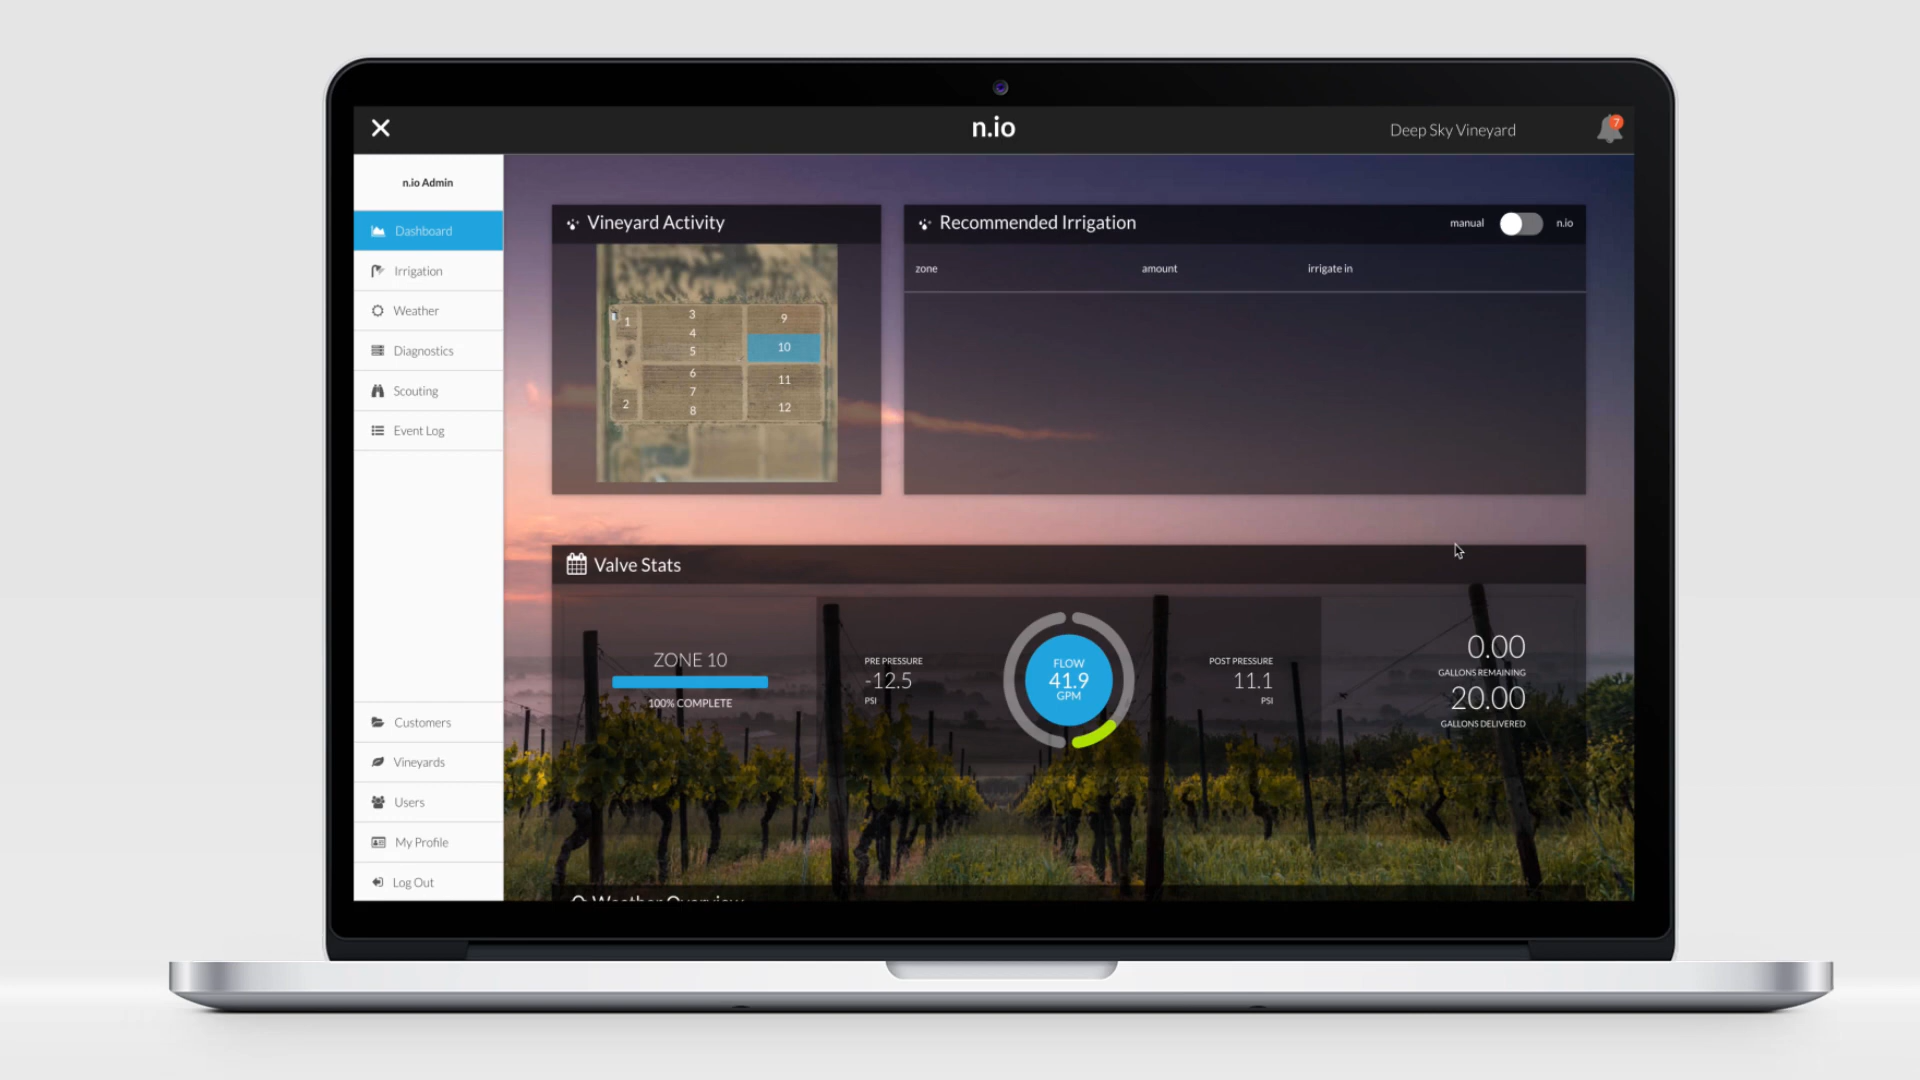 n.io
Deep Sky Vineyard
7
n.io Admin
Dashboard
Irrigation
Weather
Diagnostics
Scouting
Event Log
Customers
Vineyards
Users
My Profile
Log Out
Vineyard Activity
1
2
3
4
5
6
7
8
9
10
11
12
Recommended Irrigation
manual
n.io
zone
amount
irrigate in
Valve Stats
ZONE 10
100% COMPLETE
PRE PRESSURE
-12.5
PSI
FLOW
41.9
GPM
POST PRESSURE
11.1
PSI
0.00
GALLONS REMAINING
20.00
GALLONS DELIVERED
Weather Overview